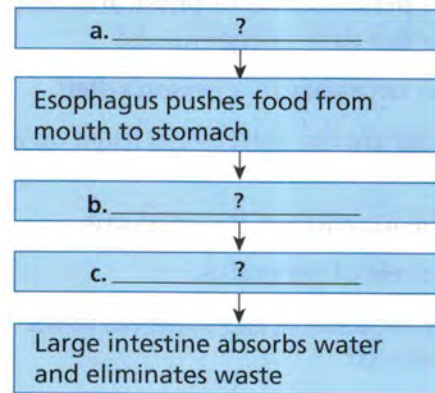 a. ?
Esophagus pushes food from
mouth to stomach
b. ?
c. ?
Large intestine absorbs water
and eliminates waste